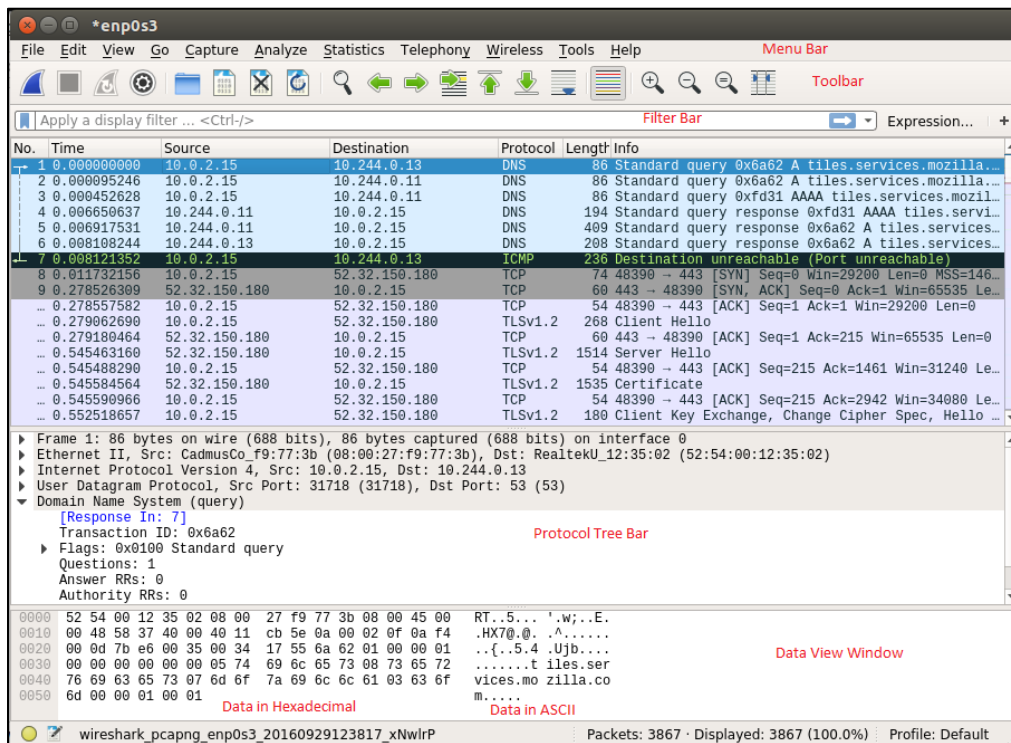 *enp0s3
File Edit View Go Capture Analyze Statistics Telephony Wireless Tools Help Menu Bar
Toolbar
Apply a display filter ... <Ctrl-/> Filter Bar Expression... +
No. Time Source Destination Protocol Length Info
1 0.000000000 10.0.2.15 10.244.0.13 DNS 86 Standard query 0x6a62 A tiles.services.mozilla.…
2 0.000095246 10.0.2.15 10.244.0.11 DNS 86 Standard query 0x6a62 A tiles.services.mozilla.…
3 0.000452628 10.0.2.15 10.244.0.11 DNS 86 Standard query 0xfd31 AAAA tiles.services.mozil…
4 0.006650637 10.244.0.11 10.0.2.15 DNS 194 Standard query response 0xfd31 AAAA tiles.servi…
5 0.006917531 10.244.0.11 10.0.2.15 DNS 409 Standard query response 0x6a62 A tiles.services…
6 0.008108244 10.244.0.13 10.0.2.15 DNS 208 Standard query response 0x6a62 A tiles.services…
7 0.008121352 10.0.2.15 10.244.0.13 ICMP 236 Destination unreachable (Port unreachable)
8 0.011732156 10.0.2.15 52.32.150.180 TCP 74 48390 → 443 [SYN] Seq=0 Win=29200 Len=0 MSS=146…
9 0.278526309 52.32.150.180 10.0.2.15 TCP 60 443 → 48390 [SYN, ACK] Seq=0 Ack=1 Win=65535 Le…
… 0.278557582 10.0.2.15 52.32.150.180 TCP 54 48390 → 443 [ACK] Seq=1 Ack=1 Win=29200 Len=0
… 0.279062690 10.0.2.15 52.32.150.180 TLSv1.2 268 Client Hello
… 0.279180464 52.32.150.180 10.0.2.15 TCP 60 443 → 48390 [ACK] Seq=1 Ack=215 Win=65535 Len=0
… 0.545463160 52.32.150.180 10.0.2.15 TLSv1.2 1514 Server Hello
… 0.545488290 10.0.2.15 52.32.150.180 TCP 54 48390 → 443 [ACK] Seq=215 Ack=1461 Win=31240 Le…
… 0.545584564 52.32.150.180 10.0.2.15 TLSv1.2 1535 Certificate
… 0.545590966 10.0.2.15 52.32.150.180 TCP 54 48390 → 443 [ACK] Seq=215 Ack=2942 Win=34080 Le…
… 0.552518657 10.0.2.15 52.32.150.180 TLSv1.2 180 Client Key Exchange, Change Cipher Spec, Hello …
Frame 1: 86 bytes on wire (688 bits), 86 bytes captured (688 bits) on interface 0
Ethernet II, Src: CadmusCo_f9:77:3b (08:00:27:f9:77:3b), Dst: RealtekU_12:35:02 (52:54:00:12:35:02)
Internet Protocol Version 4, Src: 10.0.2.15, Dst: 10.244.0.13
User Datagram Protocol, Src Port: 31718 (31718), Dst Port: 53 (53)
Domain Name System (query)
[Response In: 7]
Transaction ID: 0x6a62 Protocol Tree Bar
Flags: 0x0100 Standard query
Questions: 1
Answer RRs: 0
Authority RRs: 0
0000 52 54 00 12 35 02 08 00 27 f9 77 3b 08 00 45 00 RT..5... '.w;..E.
0010 00 48 58 37 40 00 40 11 cb 5e 0a 00 02 0f 0a f4 .HX7@.@. .^......
0020 00 0d 7b e6 00 35 00 34 17 55 6a 62 01 00 00 01 ..{..5.4 .Ujb....
0030 00 00 00 00 00 00 05 74 69 6c 65 73 08 73 65 72 .......t iles.ser
0040 76 69 63 65 73 07 6d 6f 7a 69 6c 6c 61 03 63 6f vices.mo zilla.co
0050 6d 00 00 01 00 01 m.....
Data View Window
Data in Hexadecimal Data in ASCII
wireshark_pcapng_enp0s3_20160929123817_xNwlrP Packets: 3867 · Displayed: 3867 (100.0%) Profile: Default